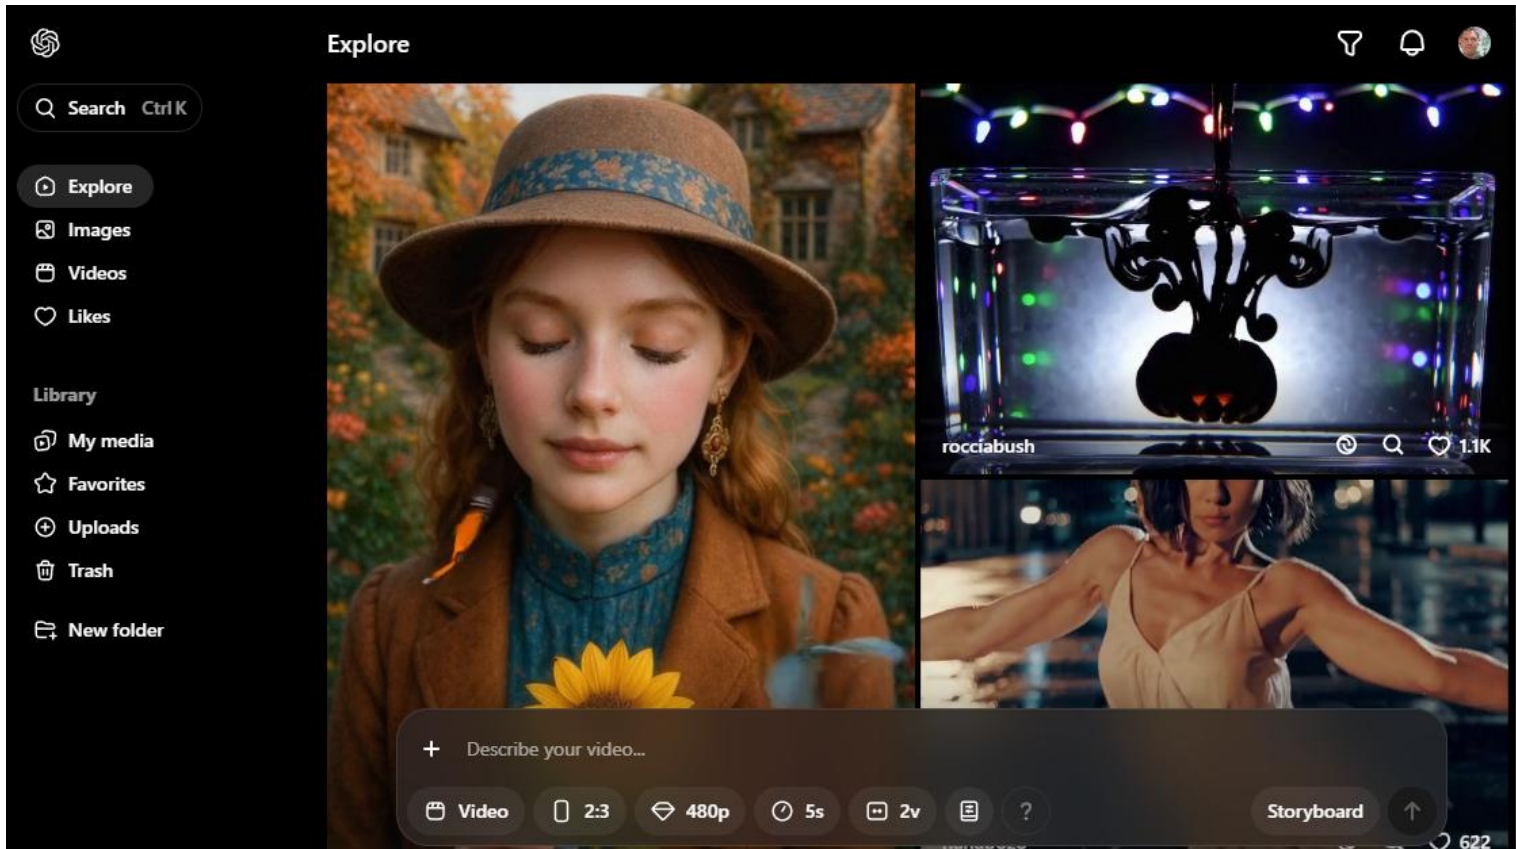 Explore
Search Ctrl K
Explore
Images
Videos
Likes
Library
My media
Favorites
Uploads
Trash
New folder
rocciabush 1.1K
Describe your video...
Video 2:3 480p 5s 2v ? Storyboard
622